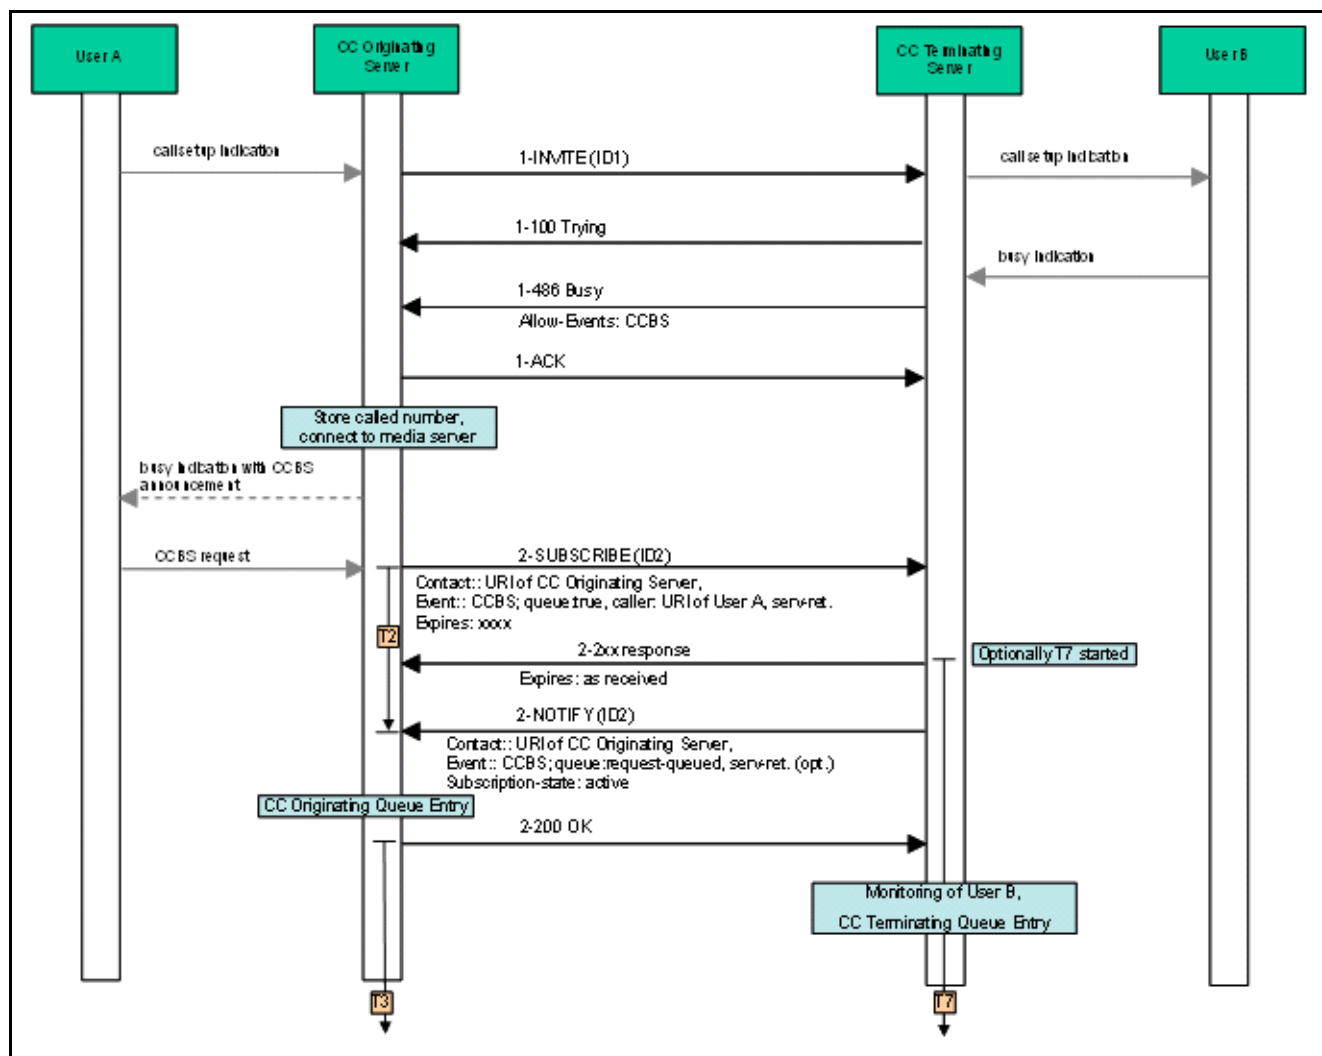 User A
CC Originating
Server
CC Terminating
Server
User B
call setup indication
1-INVITE (ID1)
call setup indication
1-100 Trying
busy indication
1-486 Busy
Allow-Events: CCBS
1-ACK
Store called number,
connect to media server
busy indication with CCBS
announcement
CCBS request
2-SUBSCRIBE (ID2)
Contact:: URI of CC Originating Server,
Event:: CCBS; queue:true, caller: URI of User A, serv-ret.
Expires: xxxx
T2
2-2xx response
Optionally T7 started
Expires: as received
2-NOTIFY (ID2)
Contact:: URI of CC Originating Server,
Event:: CCBS; queue:request-queued, serv-ret. (opt.)
Subscription-state: active
CC Originating Queue Entry
2-200 OK
Monitoring of User B,
CC Terminating Queue Entry
T3
T7